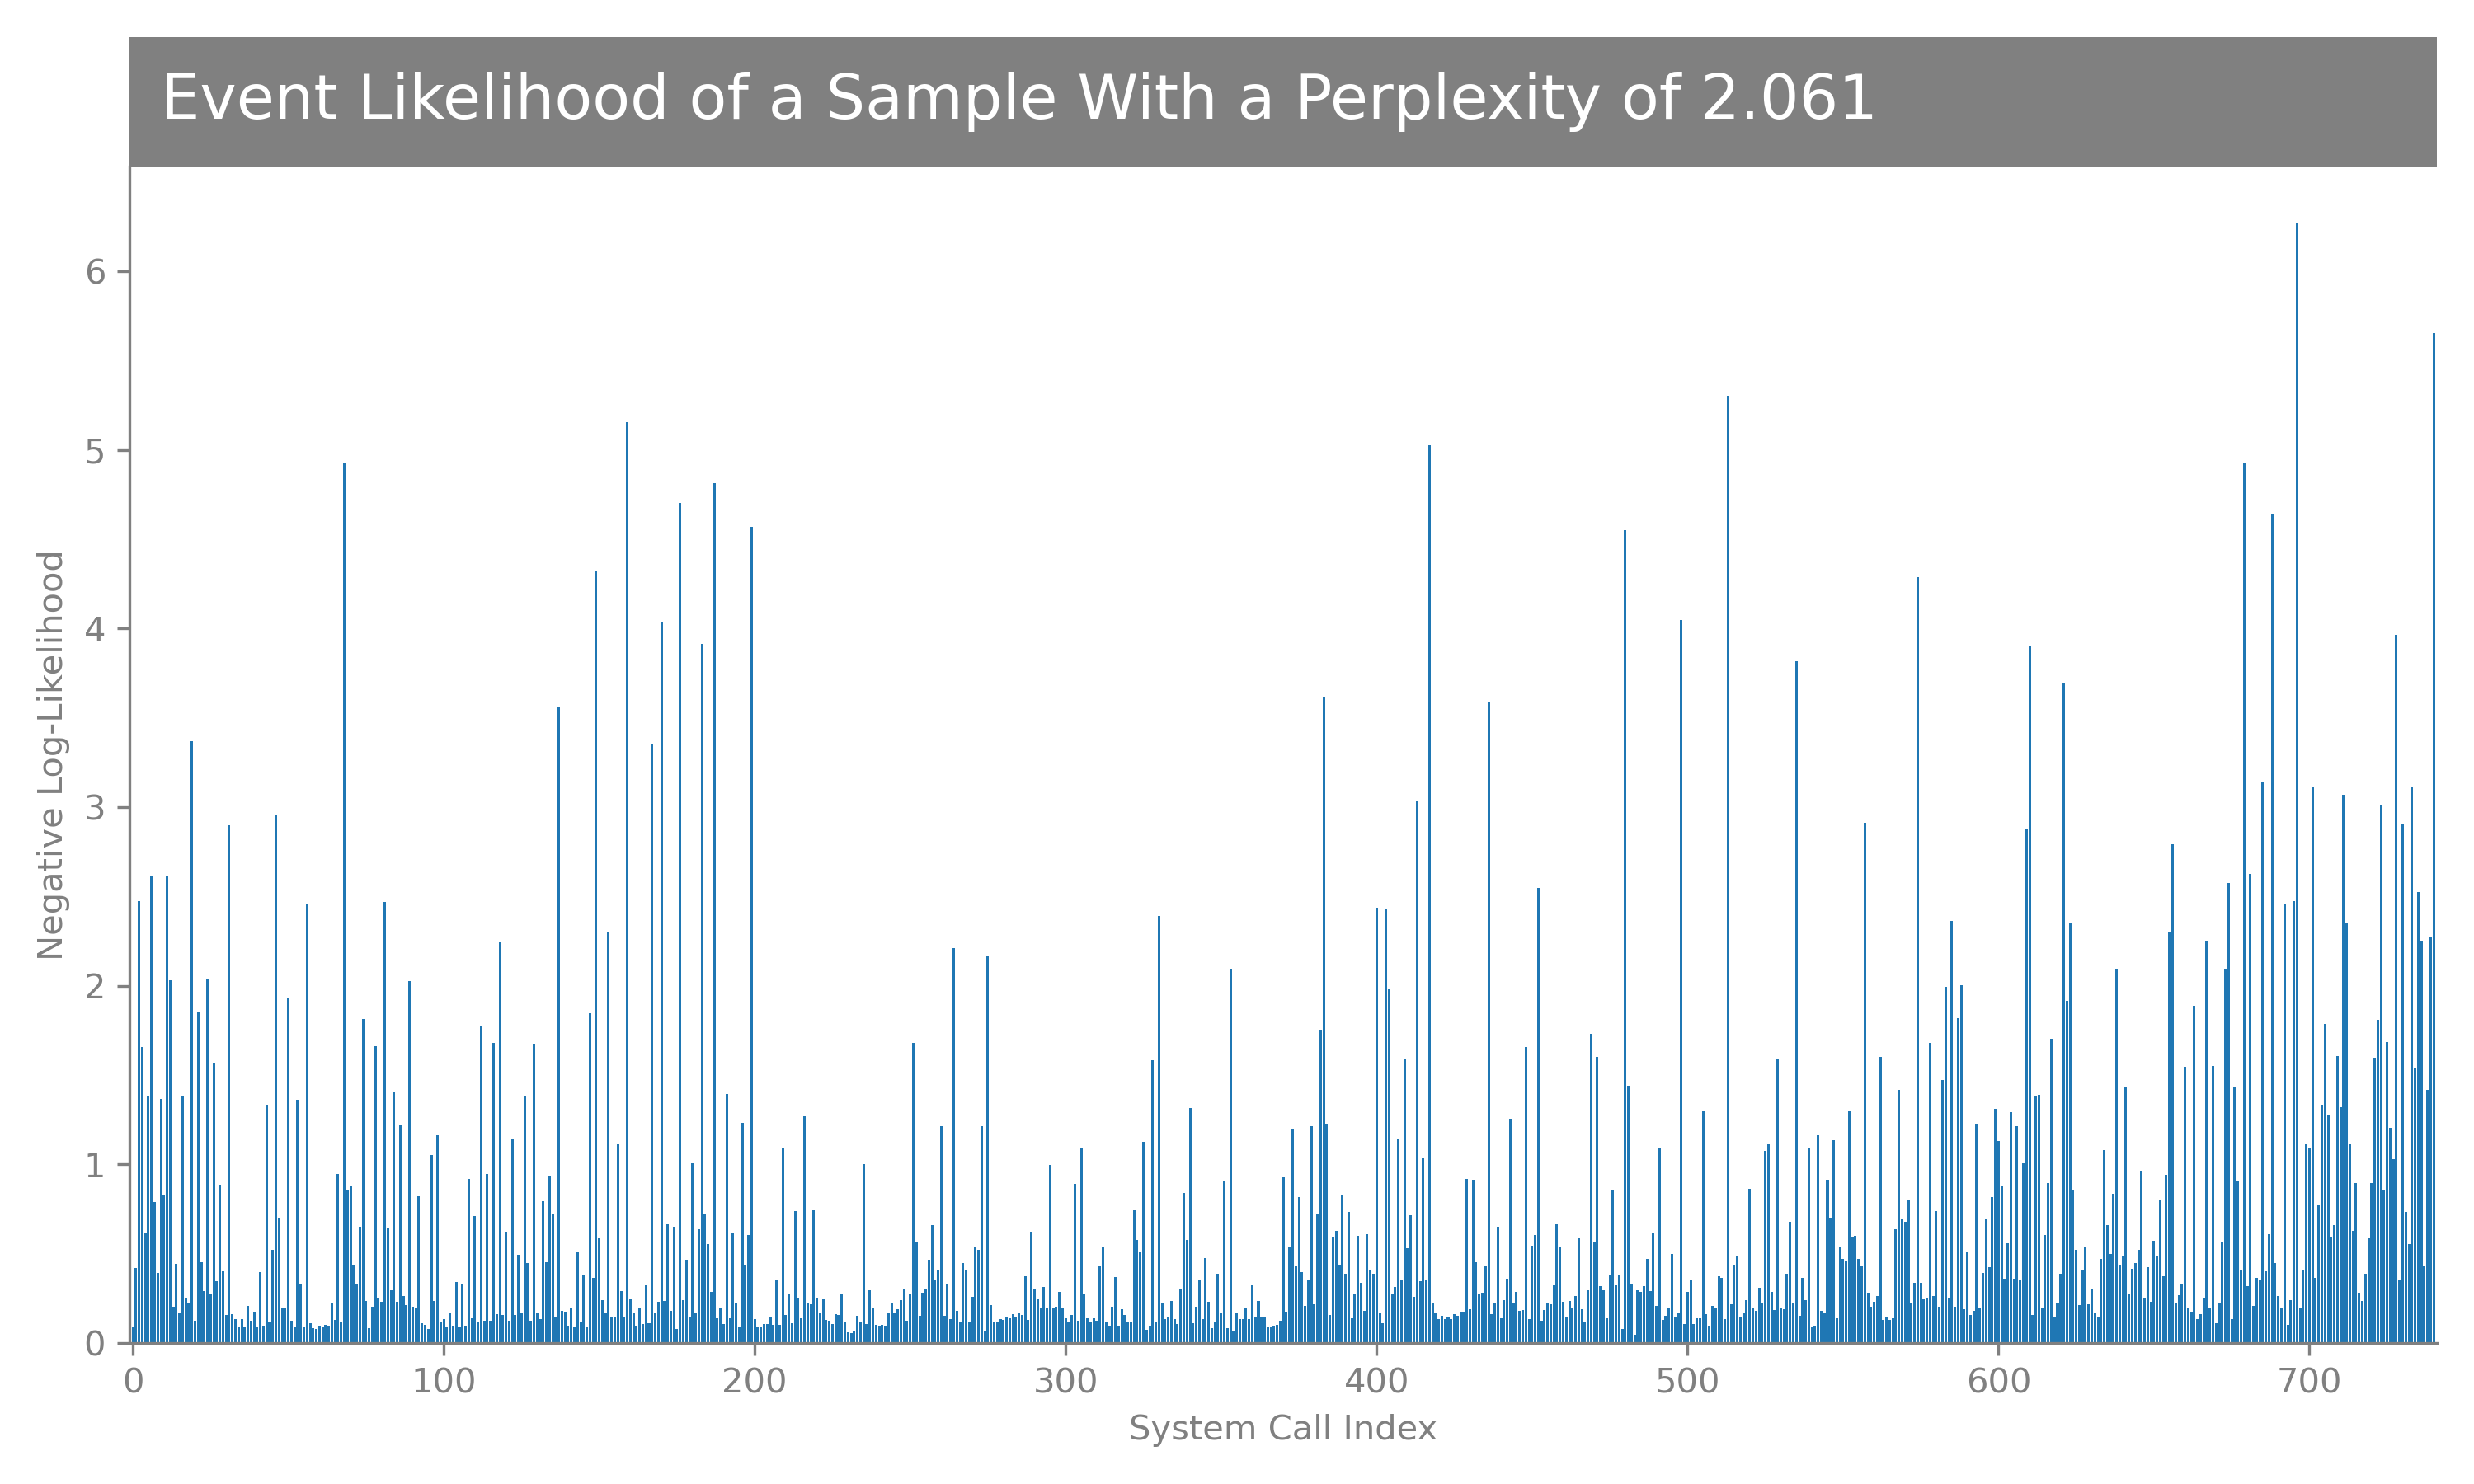 Event Likelihood of a Sample With a Perplexity of 2.061
6
5
4
3
2
1
0
Negative Log-Likelihood
0 100 200 300 400 500 600 700
System Call Index